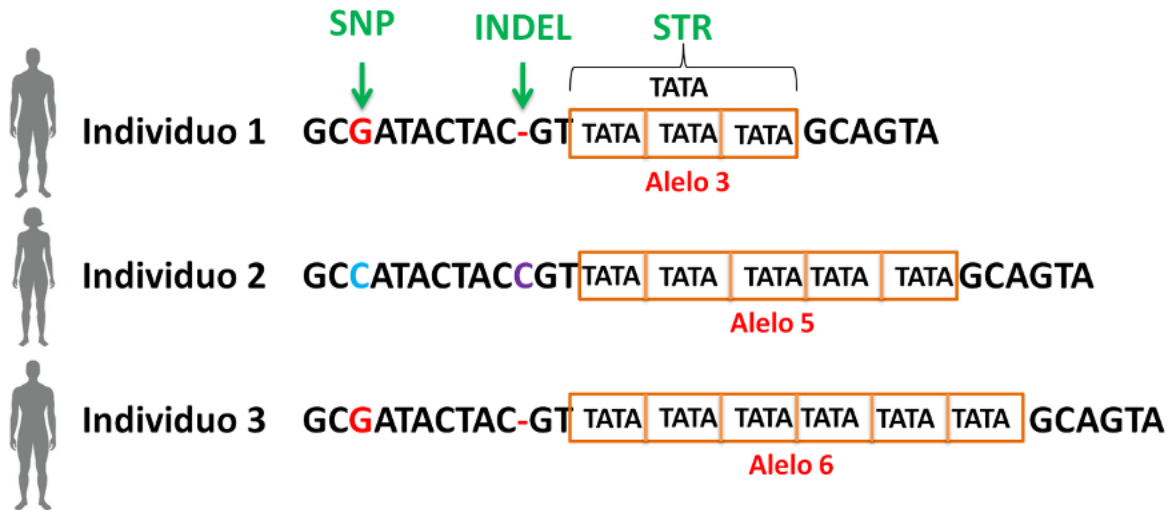 SNP INDEL STR
TATA
Individuo 1 GCGATACTAC-GT TATA TATA TATA GCAGTA
Alelo 3
Individuo 2 GCCATACTACCGT TATA TATA TATA TATA TATA GCAGTA
Alelo 5
Individuo 3 GCGATACTAC-GT TATA TATA TATA TATA TATA TATA GCAGTA
Alelo 6